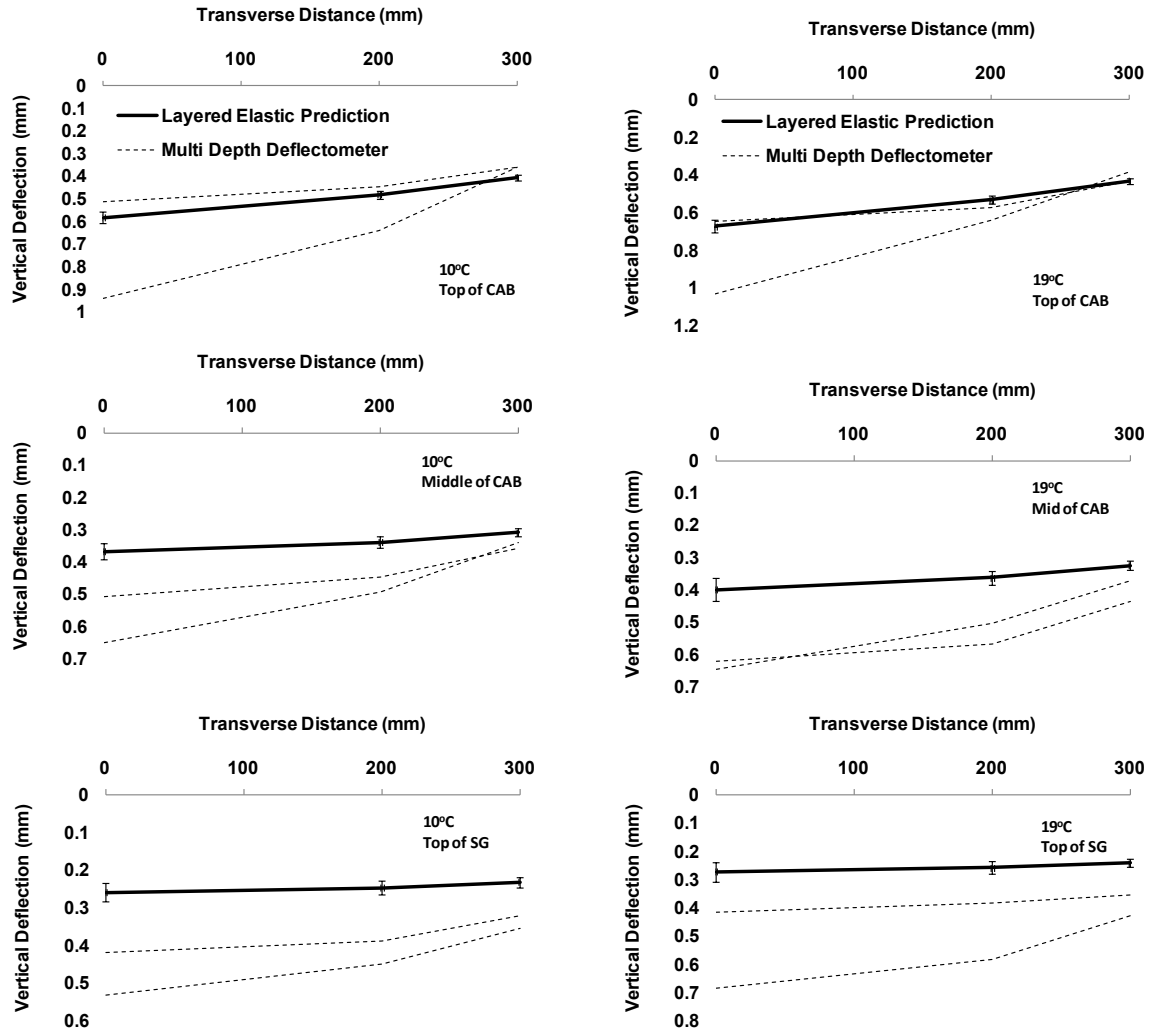 Transverse Distance (mm)
0 100 200 300
0
0.1
0.2
0.3
0.4
0.5
0.6
0.7
0.8
0.9
1
Vertical Deflection (mm)
Layered Elastic Prediction
Multi Depth Deflectometer
10°C
Top of CAB
Transverse Distance (mm)
0 100 200 300
0
0.2
0.4
0.6
0.8
1
1.2
Vertical Deflection (mm)
Layered Elastic Prediction
Multi Depth Deflectometer
19°C
Top of CAB
Transverse Distance (mm)
0 100 200 300
0
0.1
0.2
0.3
0.4
0.5
0.6
0.7
Vertical Deflection (mm)
10°C
Middle of CAB
Transverse Distance (mm)
0 100 200 300
0
0.1
0.2
0.3
0.4
0.5
0.6
0.7
Vertical Deflection (mm)
19°C
Mid of CAB
Transverse Distance (mm)
0 100 200 300
0
0.1
0.2
0.3
0.4
0.5
0.6
Vertical Deflection (mm)
10°C
Top of SG
Transverse Distance (mm)
0 100 200 300
0
0.1
0.2
0.3
0.4
0.5
0.6
0.7
0.8
Vertical Deflection (mm)
19°C
Top of SG